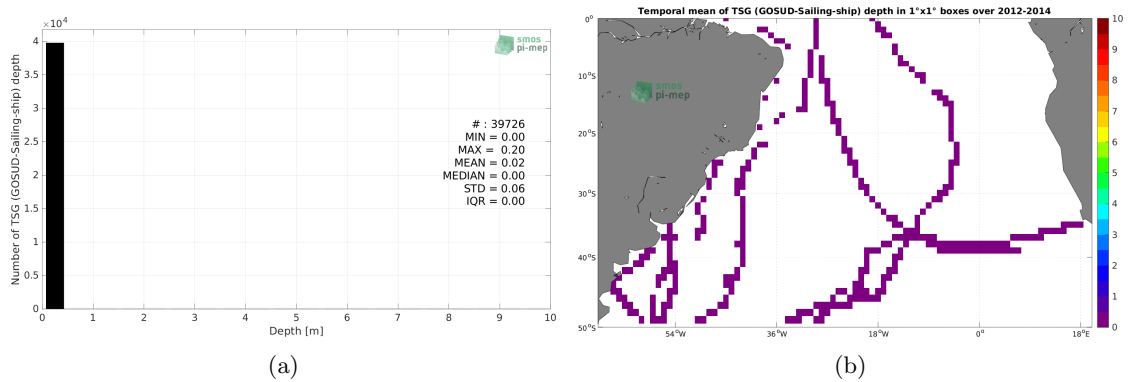 ×10⁴
4
3.5
3
2.5
2
1.5
1
0.5
0
Number of TSG (GOSUD-Sailing-ship) depth
smos
pi-mep
# : 39726
MIN = 0.00
MAX = 0.20
MEAN = 0.02
MEDIAN = 0.00
STD = 0.06
IQR = 0.00
0 1 2 3 4 5 6 7 8 9 10
Depth [m]
(a)
Temporal mean of TSG (GOSUD-Sailing-ship) depth in 1°x1° boxes over 2012-2014
0°
10°S
20°S
30°S
40°S
50°S
smos
pi-mep
54°W 36°W 18°W 0° 18°E
10
9
8
7
6
5
4
3
2
1
0
(b)